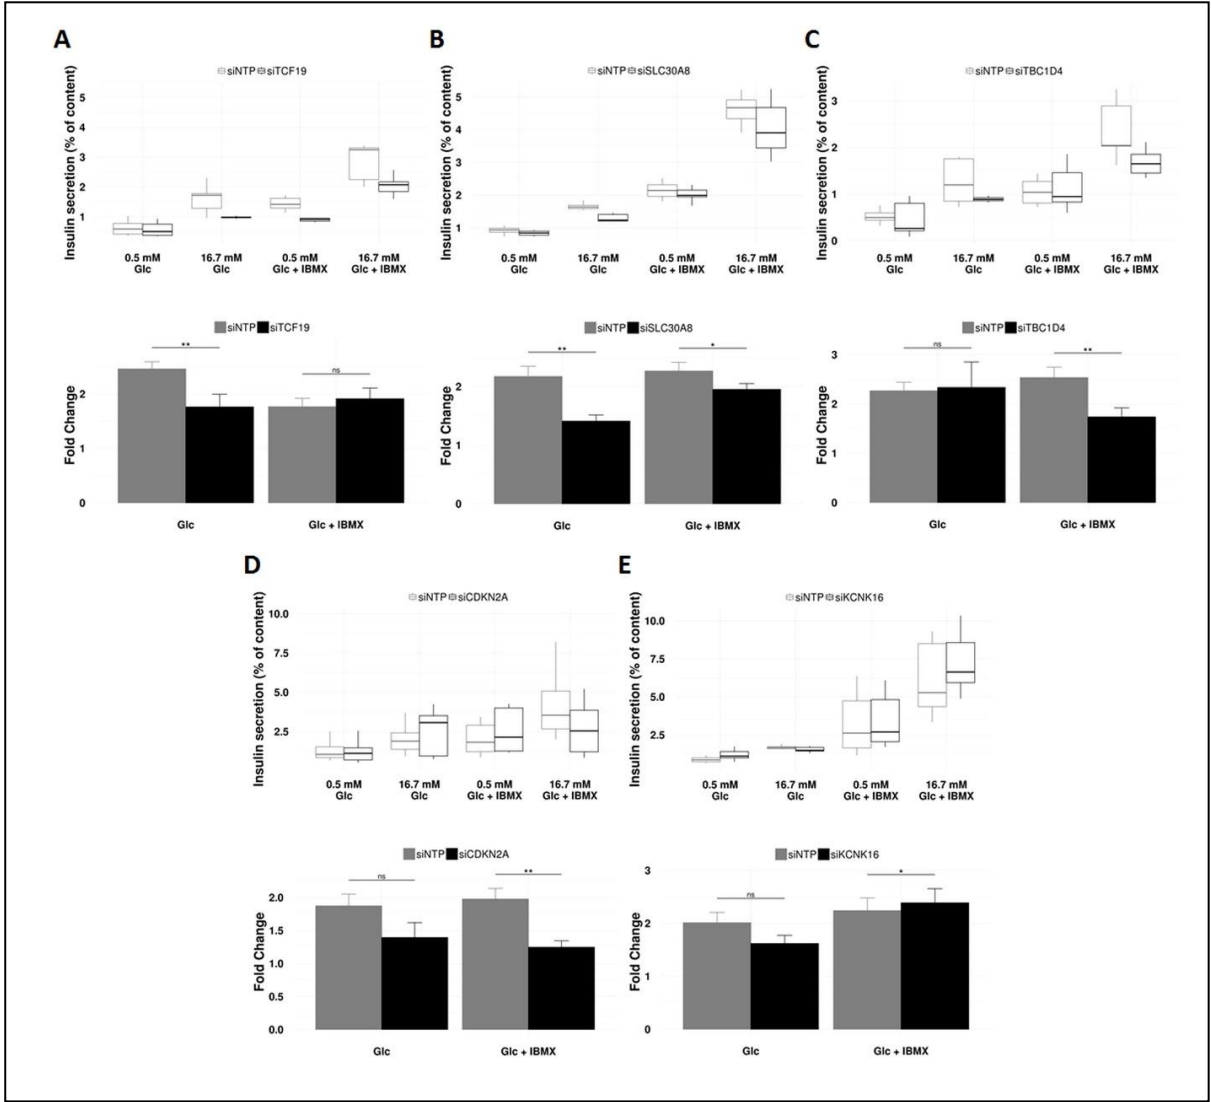 A
siNTP siTCF19
Insulin secretion (% of content)
5
4
3
2
1
0.5 mM Glc
16.7 mM Glc
0.5 mM Glc + IBMX
16.7 mM Glc + IBMX
siNTP siTCF19
** ns
Fold Change
2
1
0
Glc Glc + IBMX
B
siNTP siSLC30A8
Insulin secretion (% of content)
5
4
3
2
1
0.5 mM Glc
16.7 mM Glc
0.5 mM Glc + IBMX
16.7 mM Glc + IBMX
siNTP siSLC30A8
** *
Fold Change
2
1
0
Glc Glc + IBMX
C
siNTP siTBC1D4
Insulin secretion (% of content)
3
2
1
0
0.5 mM Glc
16.7 mM Glc
0.5 mM Glc + IBMX
16.7 mM Glc + IBMX
siNTP siTBC1D4
ns **
Fold Change
3
2
1
0
Glc Glc + IBMX
D
siNTP siCDKN2A
Insulin secretion (% of content)
10.0
7.5
5.0
2.5
0.5 mM Glc
16.7 mM Glc
0.5 mM Glc + IBMX
16.7 mM Glc + IBMX
siNTP siCDKN2A
ns **
Fold Change
2.0
1.5
1.0
0.5
0.0
Glc Glc + IBMX
E
siNTP siKCNK16
Insulin secretion (% of content)
10.0
7.5
5.0
2.5
0.5 mM Glc
16.7 mM Glc
0.5 mM Glc + IBMX
16.7 mM Glc + IBMX
siNTP siKCNK16
ns *
Fold Change
3
2
1
0
Glc Glc + IBMX